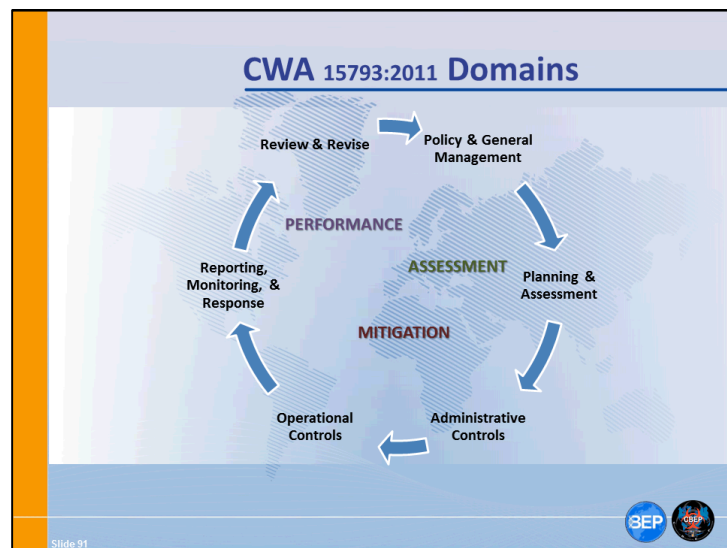 CWA 15793:2011 Domains
Review & Revise
Policy & General
Management
PERFORMANCE
ASSESSMENT
Reporting,
Monitoring, &
Response
Planning &
Assessment
MITIGATION
Operational
Controls
Administrative
Controls
BEP
CBEP
Slide 91